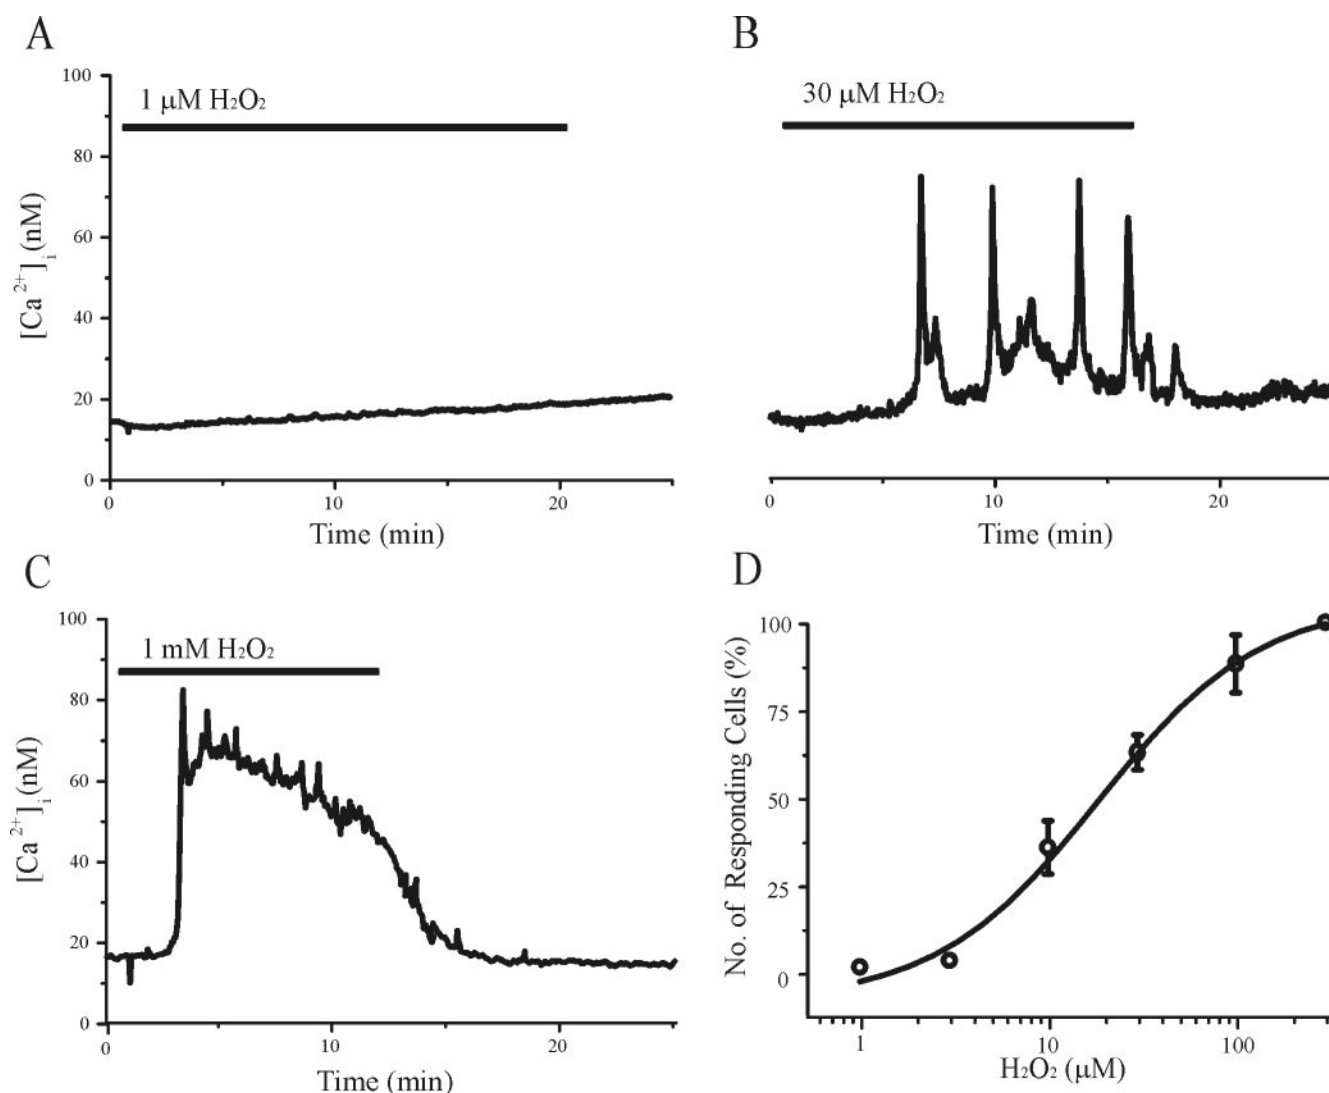 A
1 μM H₂O₂
100
80
60
40
20
0
[Ca²⁺]ᵢ (nM)
0
10
20
Time (min)
B
30 μM H₂O₂
0
10
20
Time (min)
C
1 mM H₂O₂
100
80
60
40
20
0
[Ca²⁺]ᵢ (nM)
0
10
20
Time (min)
D
100
75
50
25
0
No. of Responding Cells (%)
1
10
100
H₂O₂ (μM)